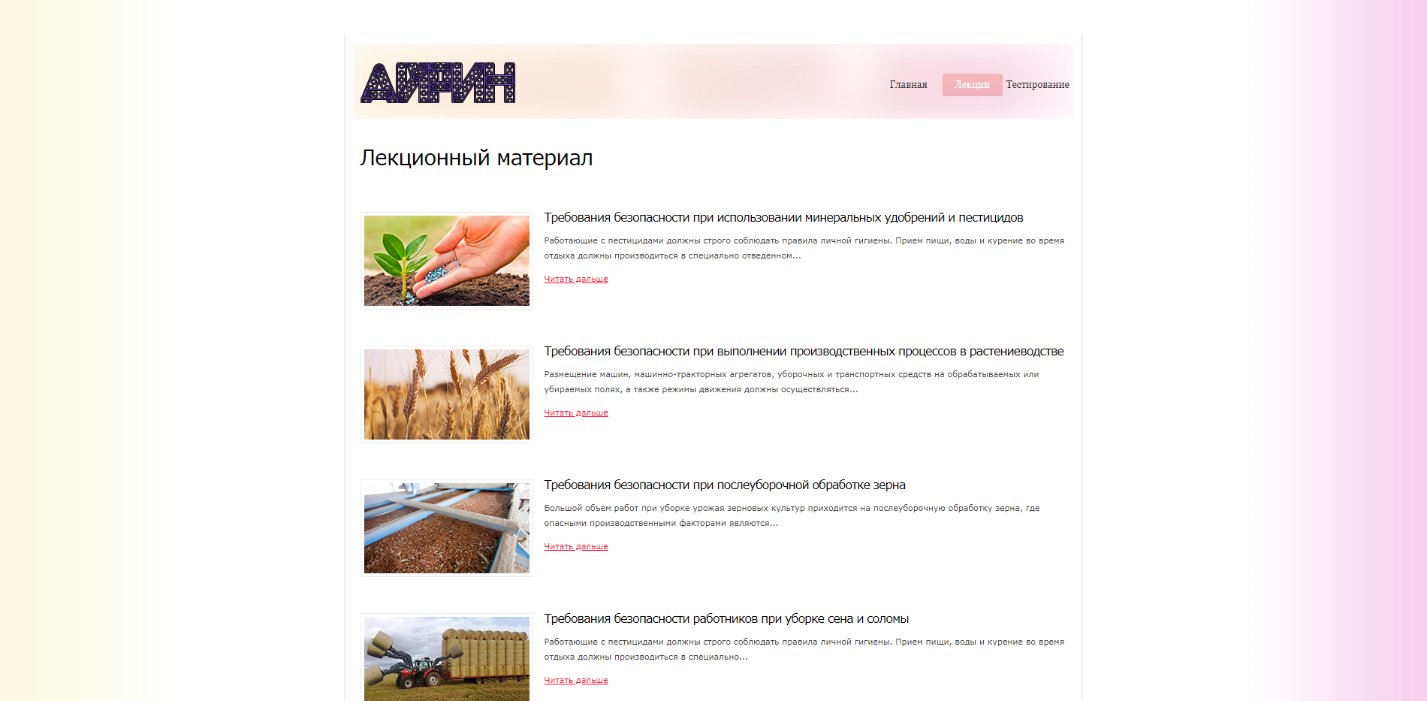 АЙРИН
Главная Лекции Тестирование
Лекционный материал
Требования безопасности при использовании минеральных удобрений и пестицидов
Работающие с пестицидами должны строго соблюдать правила личной гигиены. Прием пищи, воды и курение во время
отдыха должны производиться в специально отведенном...
Читать дальше
Требования безопасности при выполнении производственных процессов в растениеводстве
Размещение машин, машинно-тракторных агрегатов, уборочных и транспортных средств на обрабатываемых или
убираемых полях, а также режимы движения должны осуществляться...
Читать дальше
Требования безопасности при послеуборочной обработке зерна
Большой объем работ при уборке урожая зерновых культур приходится на послеуборочную обработку зерна, где
опасными производственными факторами являются...
Читать дальше
Требования безопасности работников при уборке сена и соломы
Работающие с пестицидами должны строго соблюдать правила личной гигиены. Прием пищи, воды и курение во время
отдыха должны производиться в специально...
Читать дальше